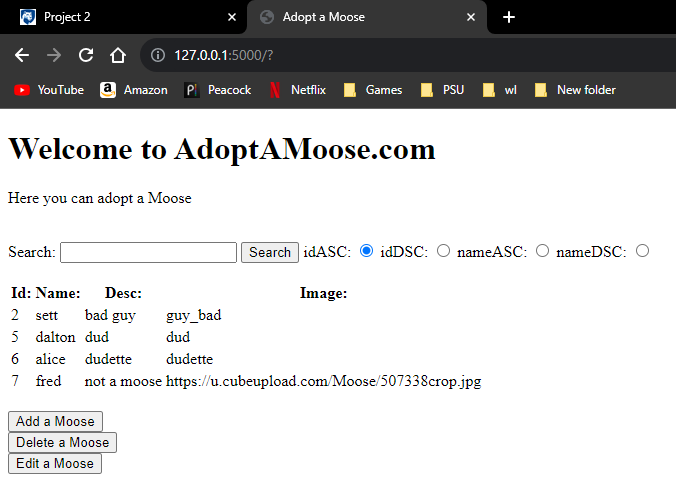 Project 2
Adopt a Moose
127.0.0.1:5000/?
YouTube Amazon Peacock Netflix Games PSU wl New folder
Welcome to AdoptAMoose.com
Here you can adopt a Moose
Search: Search idASC: idDSC: nameASC: nameDSC:
Id: Name: Desc: Image:
2 sett bad guy guy_bad
5 dalton dud dud
6 alice dudette dudette
7 fred not a moose https://u.cubeupload.com/Moose/507338crop.jpg
Add a Moose
Delete a Moose
Edit a Moose